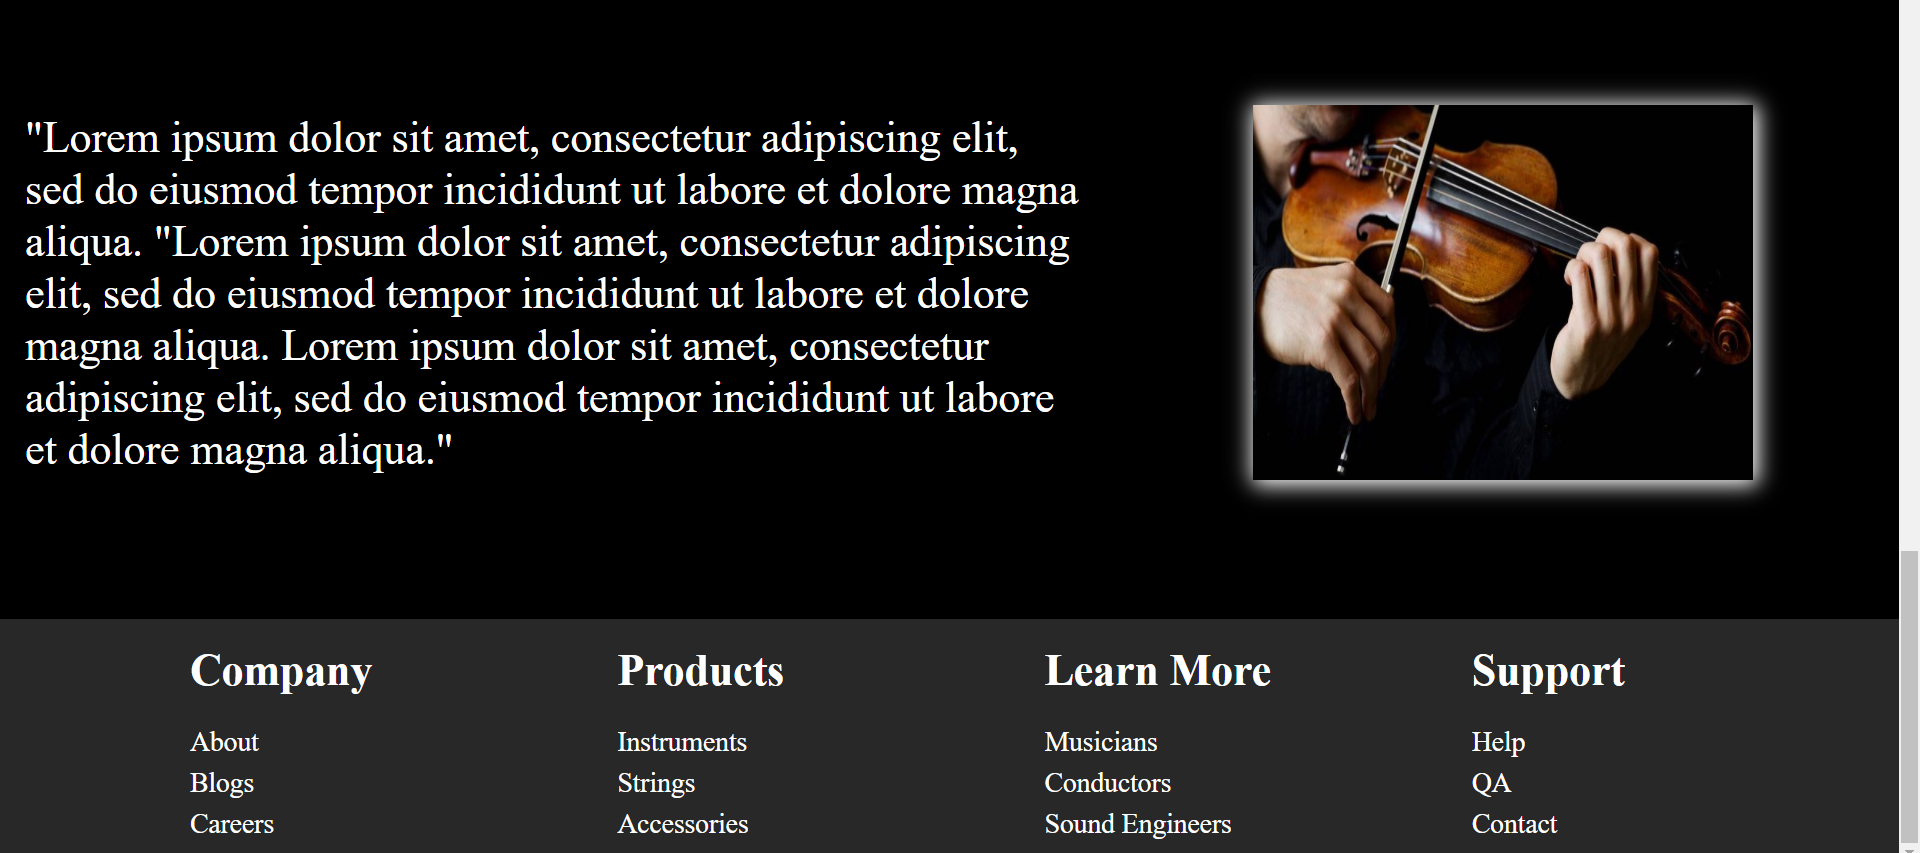 "Lorem ipsum dolor sit amet, consectetur adipiscing elit,
sed do eiusmod tempor incididunt ut labore et dolore magna
aliqua. "Lorem ipsum dolor sit amet, consectetur adipiscing
elit, sed do eiusmod tempor incididunt ut labore et dolore
magna aliqua. Lorem ipsum dolor sit amet, consectetur
adipiscing elit, sed do eiusmod tempor incididunt ut labore
et dolore magna aliqua."
Company
About
Blogs
Careers
Products
Instruments
Strings
Accessories
Learn More
Musicians
Conductors
Sound Engineers
Support
Help
QA
Contact